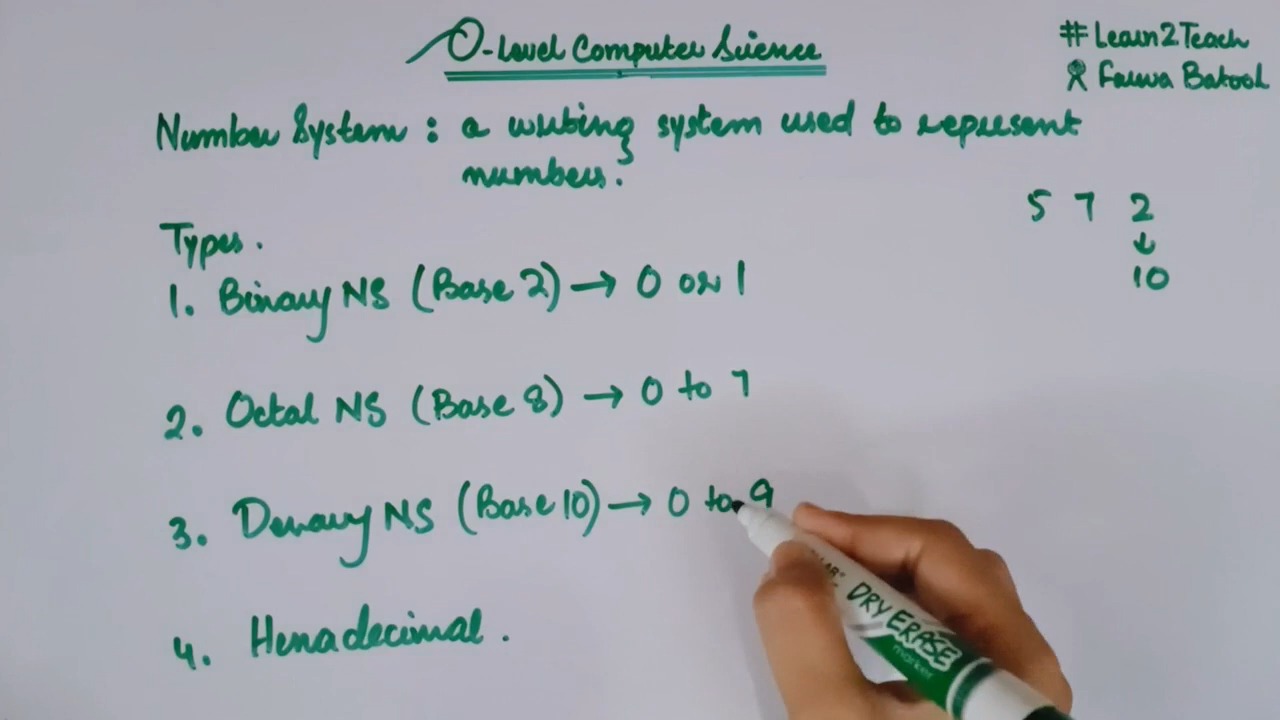 O-Level Computer Science
#Learn2Teach
Farwa Batool
Number System : a writing system used to represent
numbers.
5 7 2
↓
10
Types.
1. Binary NS (Base 2) → 0 or 1
2. Octal NS (Base 8) → 0 to 7
3. Denary NS (Base 10) → 0 to 9
4. Hexadecimal.
DRY ERASE
marker